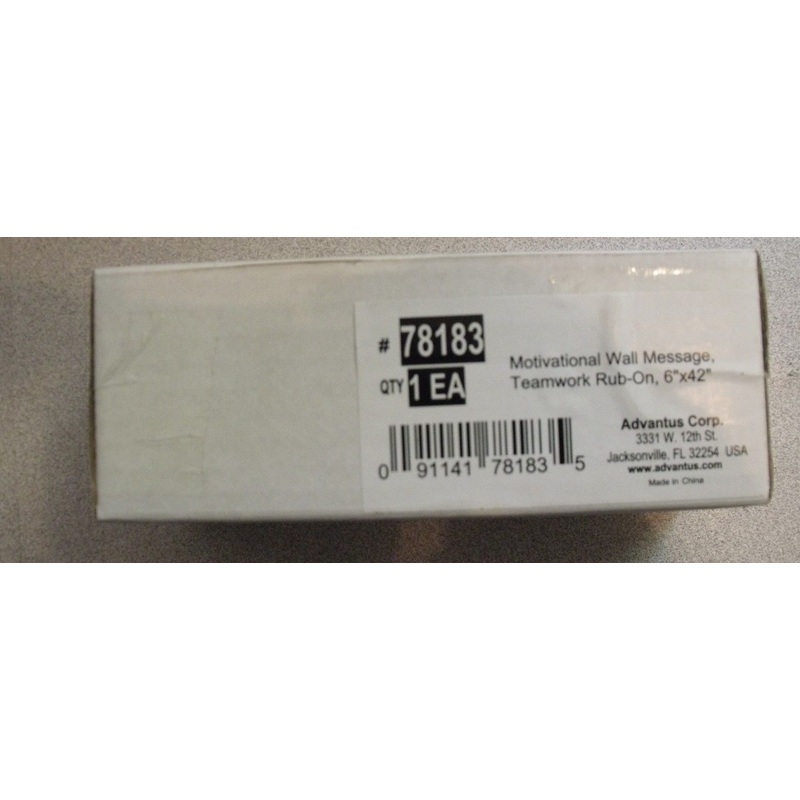 # 78183
QTY 1 EA
Motivational Wall Message,
Teamwork Rub-On, 6"x42"
0 91141 78183 5
Advantus Corp.
3331 W. 12th St.
Jacksonville, FL 32254 USA
www.advantus.com
Made in China